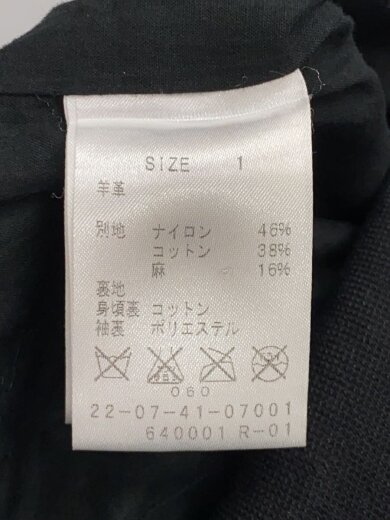 SIZE 1
羊革
別地 ナイロン 46%
コットン 38%
麻 16%
裏地
身頃裏 コットン
袖裏 ポリエステル
060
22-07-41-07001
640001 R-01